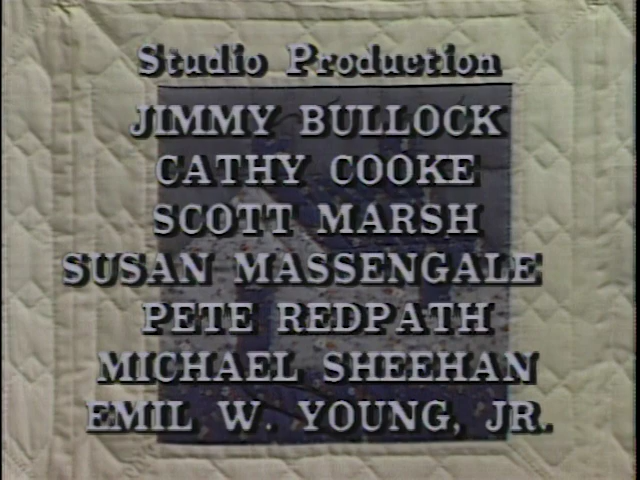 Studio Production
JIMMY BULLOCK
CATHY COOKE
SCOTT MARSH
SUSAN MASSENGALE
PETE REDPATH
MICHAEL SHEEHAN
EMIL W. YOUNG, JR.